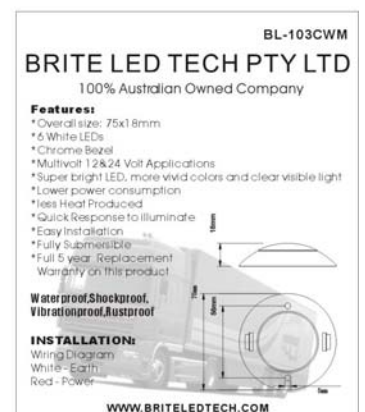 BL-103CWM
BRITE LED TECH PTY LTD
100% Australian Owned Company
Features:
*Overall size: 75x18mm
*6 White LEDs
*Chrome Bezel
*Multivolt 12&24 Volt Applications
*Super bright LED, more vivid colors and clear visible light
*Lower power consumption
*less Heat Produced
*Quick Response to illuminate
*Easy Installation
*Fully Submersible
*Full 5 year Replacement
Warranty on this product
18mm
Waterproof,Shockproof,
Vibrationproof,Rustproof
INSTALLATION:
Wiring Diagram
White - Earth
Red - Power
WWW.BRITELEDTECH.COM